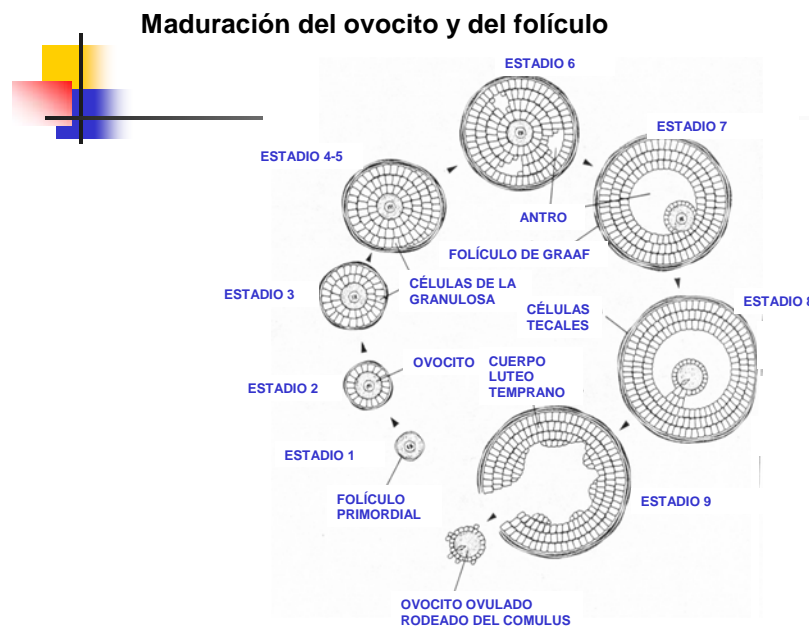 Maduración del ovocito y del folículo
ESTADIO 6
ESTADIO 7
ESTADIO 4-5
ANTRO
FOLÍCULO DE GRAAF
CÉLULAS DE LA
GRANULOSA
ESTADIO 3
CÉLULAS
TECALES
ESTADIO 8
OVOCITO
CUERPO
LUTEO
TEMPRANO
ESTADIO 2
ESTADIO 1
FOLÍCULO
PRIMORDIAL
ESTADIO 9
OVOCITO OVULADO
RODEADO DEL COMULUS